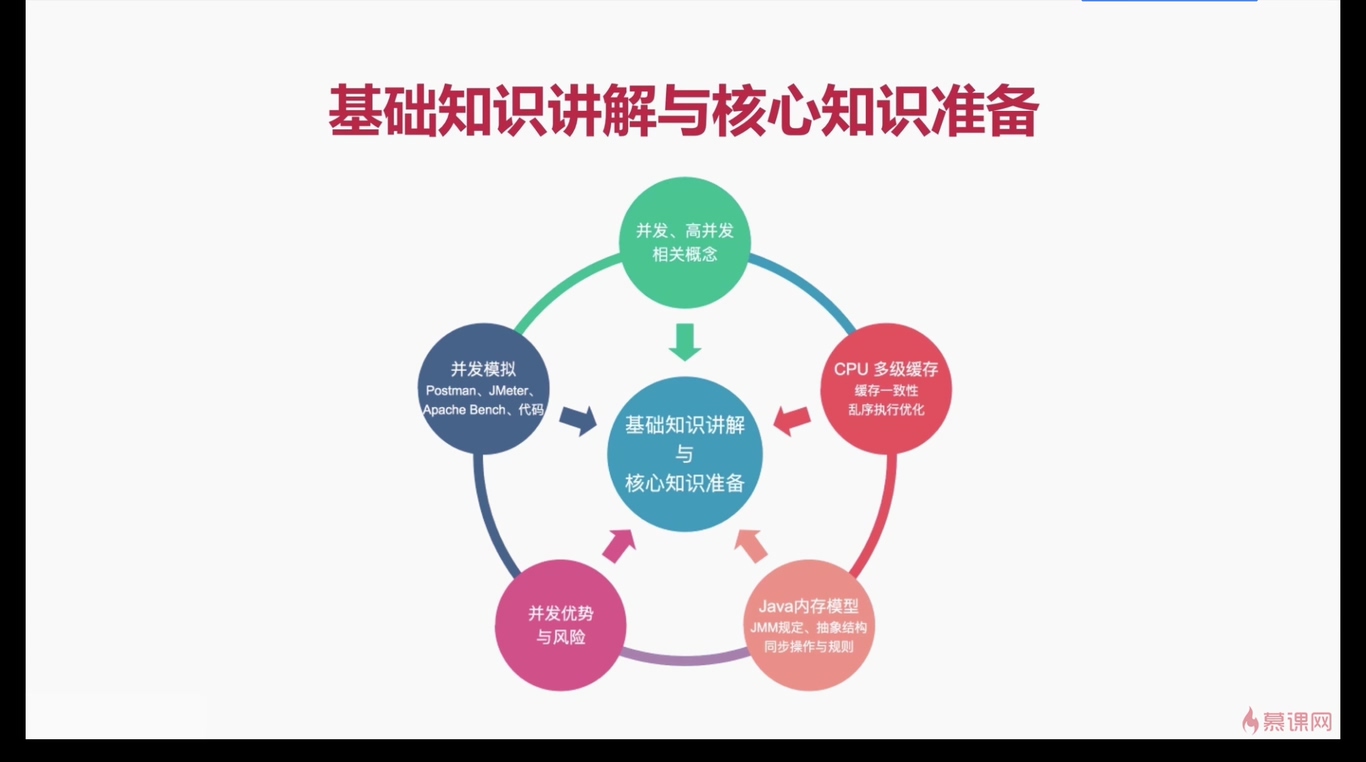 基础知识讲解与核心知识准备
并发、高并发
相关概念
CPU 多级缓存
缓存一致性
乱序执行优化
Java内存模型
JMM规定、抽象结构
同步操作与规则
并发优势
与风险
并发模拟
Postman、JMeter、
Apache Bench、代码
基础知识讲解
与
核心知识准备
慕课网